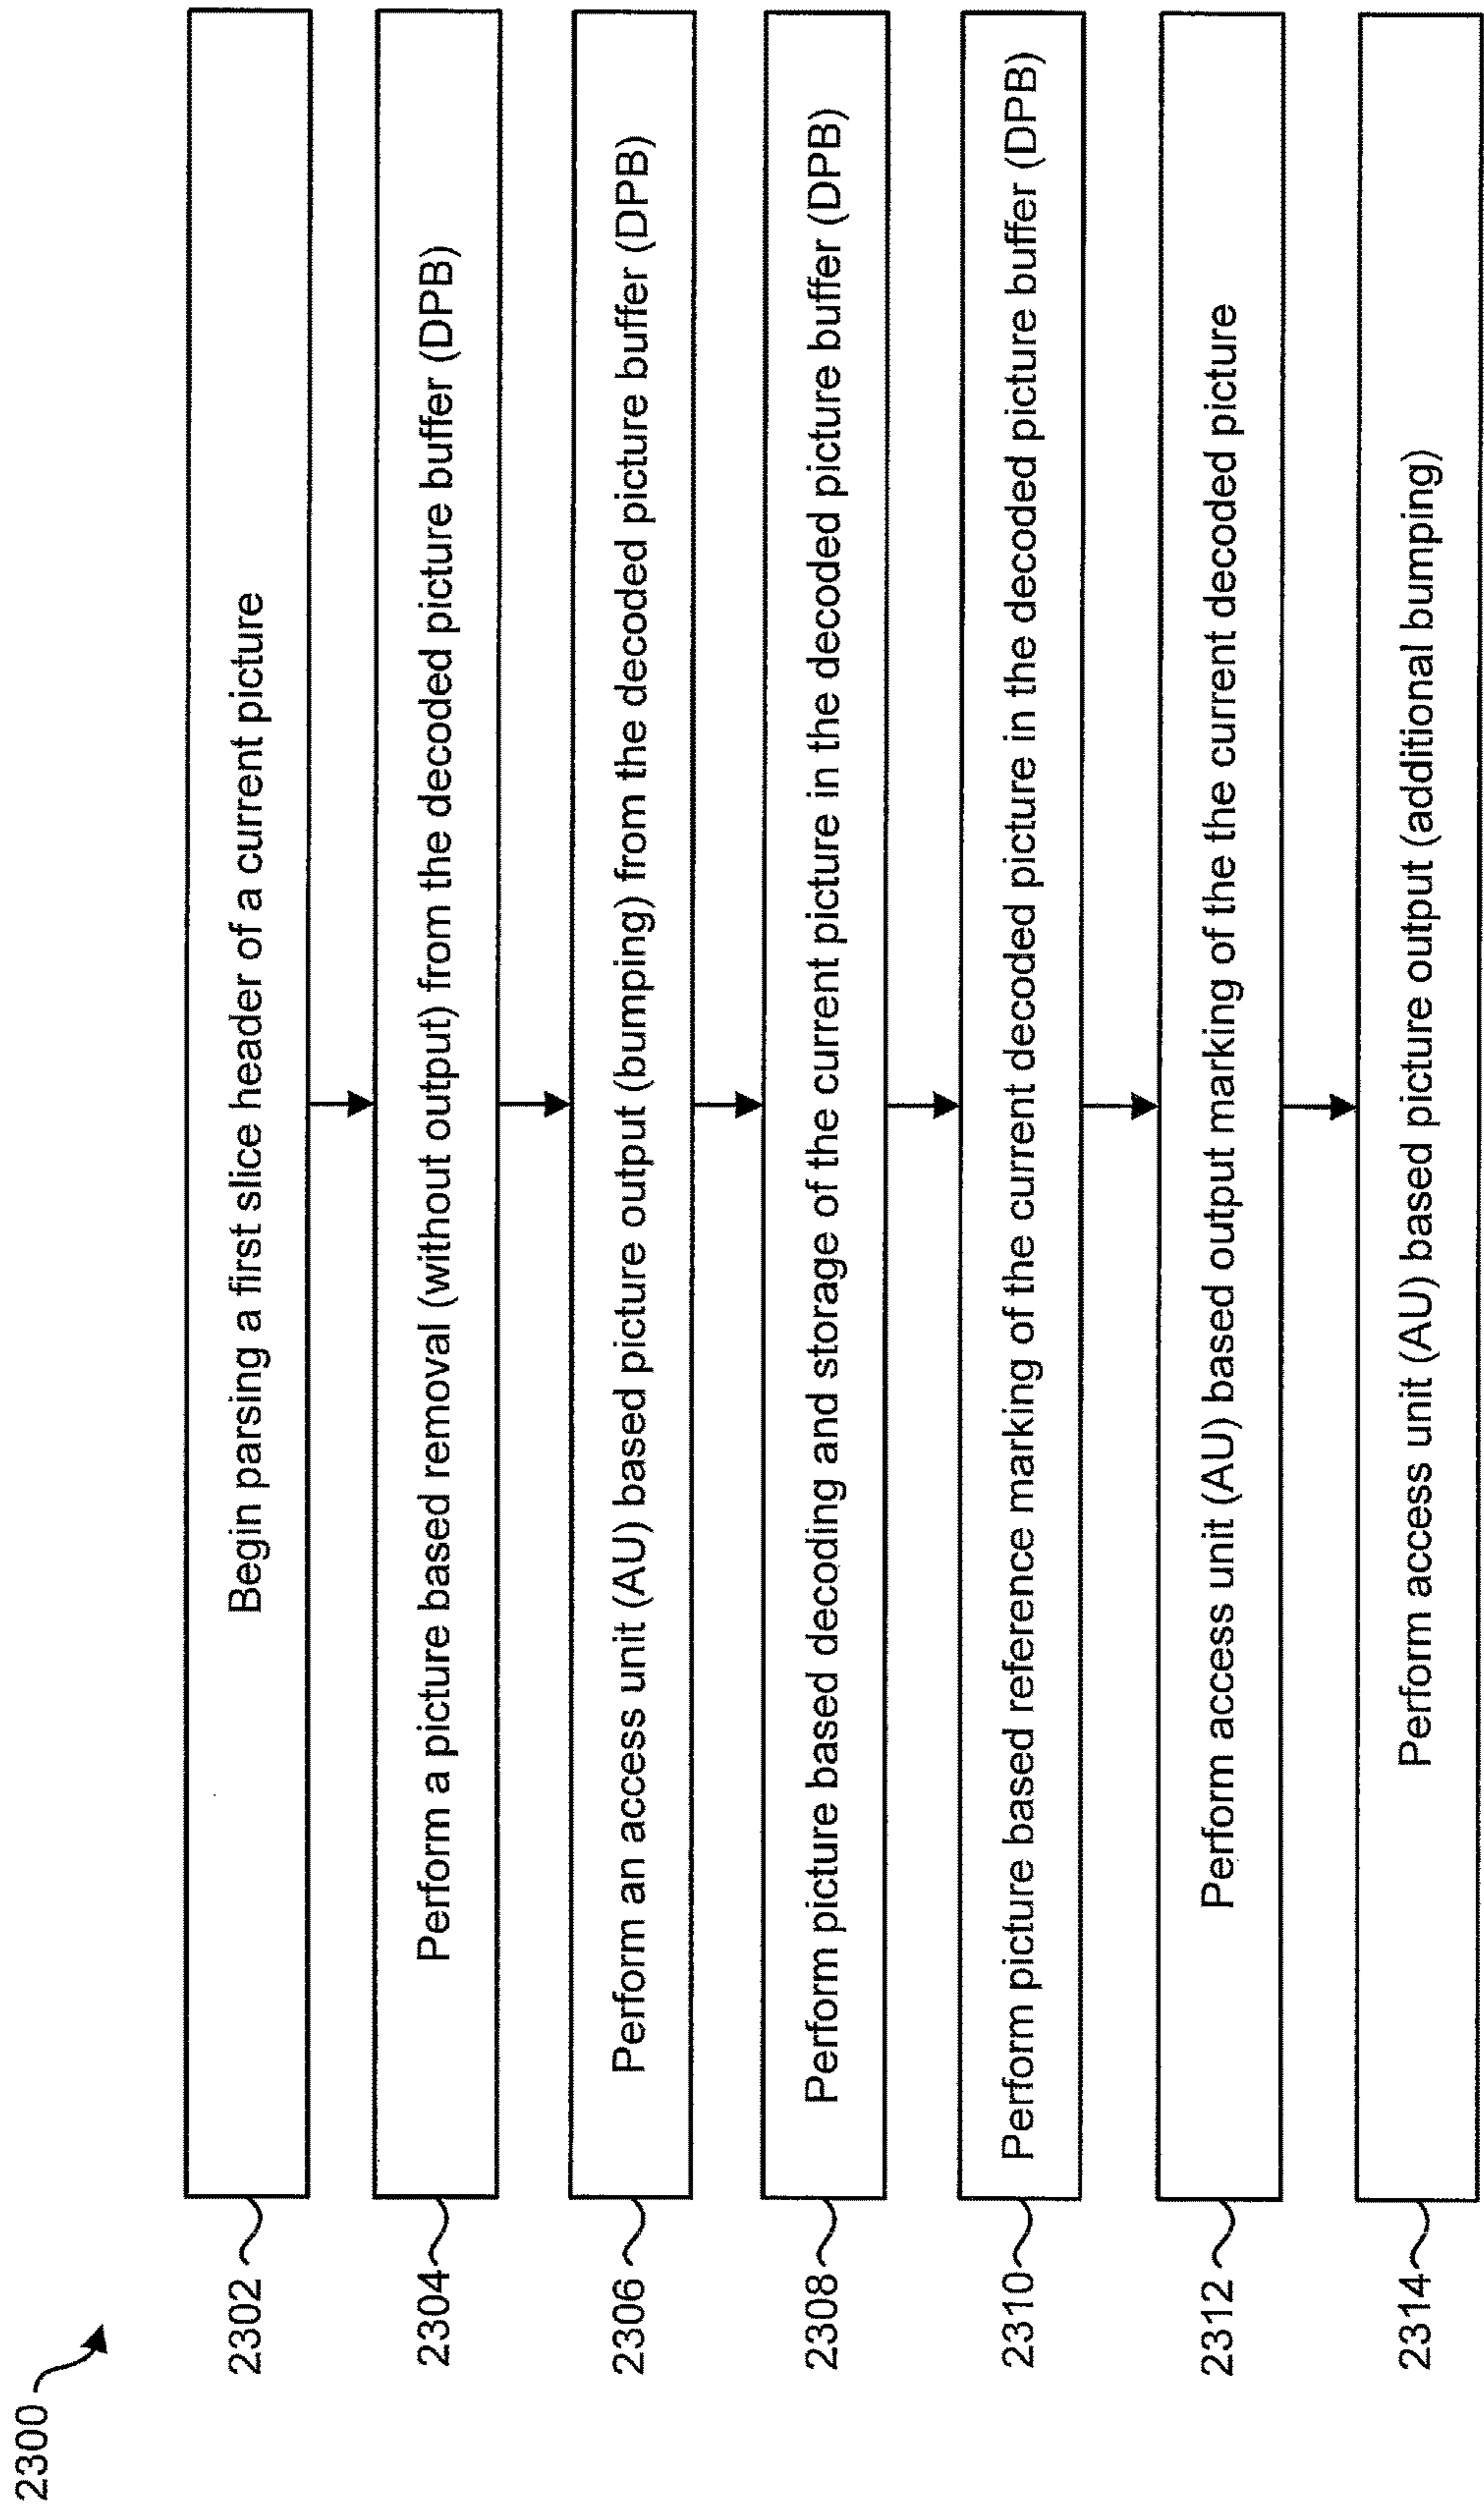 2300
2302
Begin parsing a first slice header of a current picture
2304
Perform a picture based removal (without output) from the decoded picture buffer (DPB)
2306
Perform an access unit (AU) based picture output (bumping) from the decoded picture buffer (DPB)
2308
Perform picture based decoding and storage of the current picture in the decoded picture buffer (DPB)
2310
Perform picture based reference marking of the current decoded picture in the decoded picture buffer (DPB)
2312
Perform access unit (AU) based output marking of the the current decoded picture
2314
Perform access unit (AU) based picture output (additional bumping)